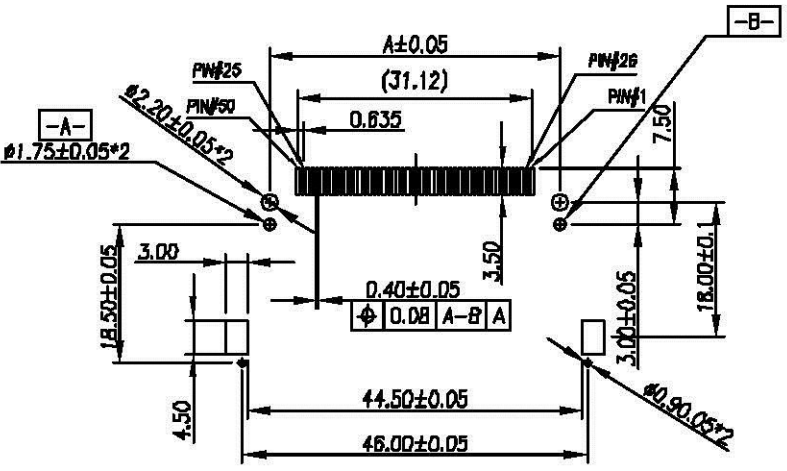 -B-
A±0.05
PIN#25
PIN#26
(31.12)
ø2.20±0.05*2
PIN#50
PIN#1
-A-
0.635
7.50
ø1.75±0.05*2
3.00
3.50
18.50±0.05
0.40±0.05
0.08 A-B A
3.00±0.05
18.00±0.1
4.50
44.50±0.05
ø0.90.05*2
46.00±0.05